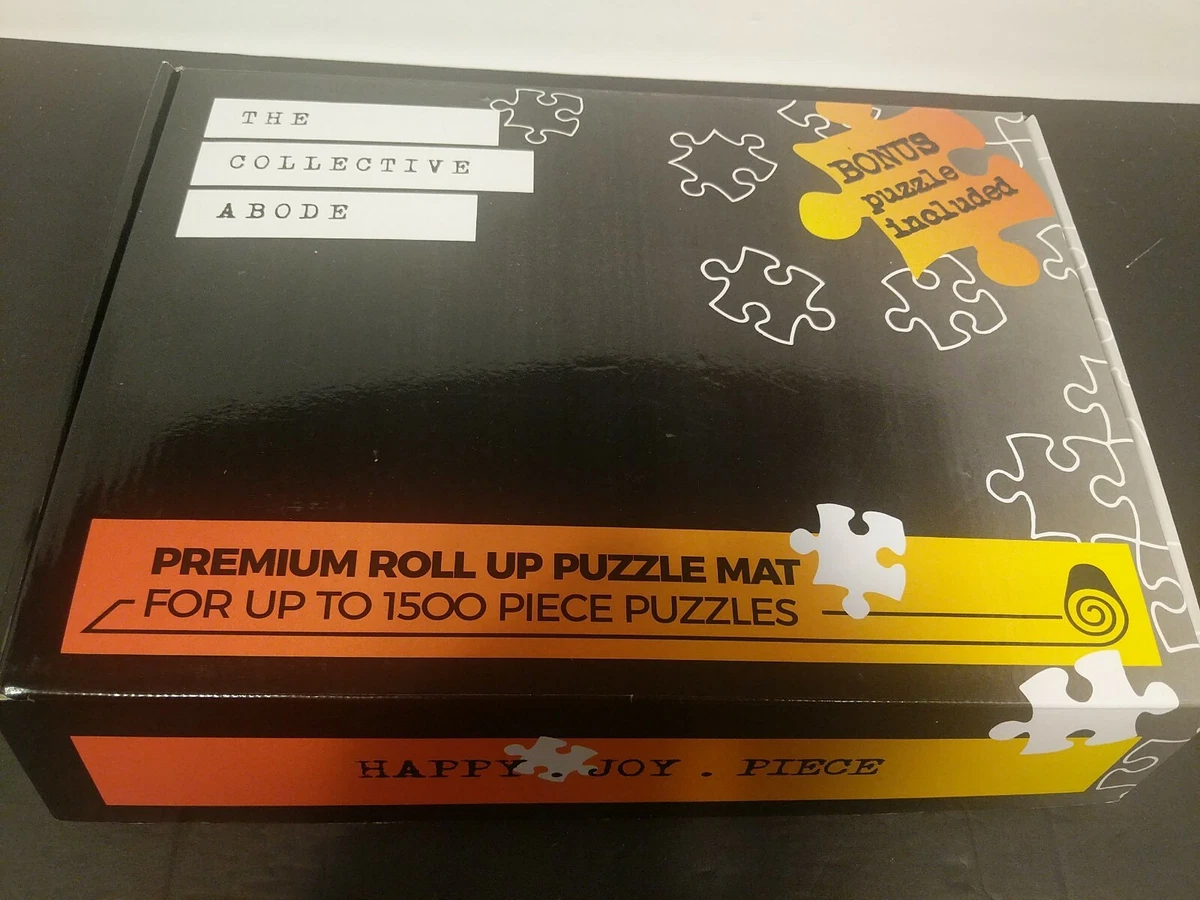 THE
COLLECTIVE
ABODE
BONUS
puzzle
included
PREMIUM ROLL UP PUZZLE MAT
FOR UP TO 1500 PIECE PUZZLES
HAPPY . JOY . PIECE